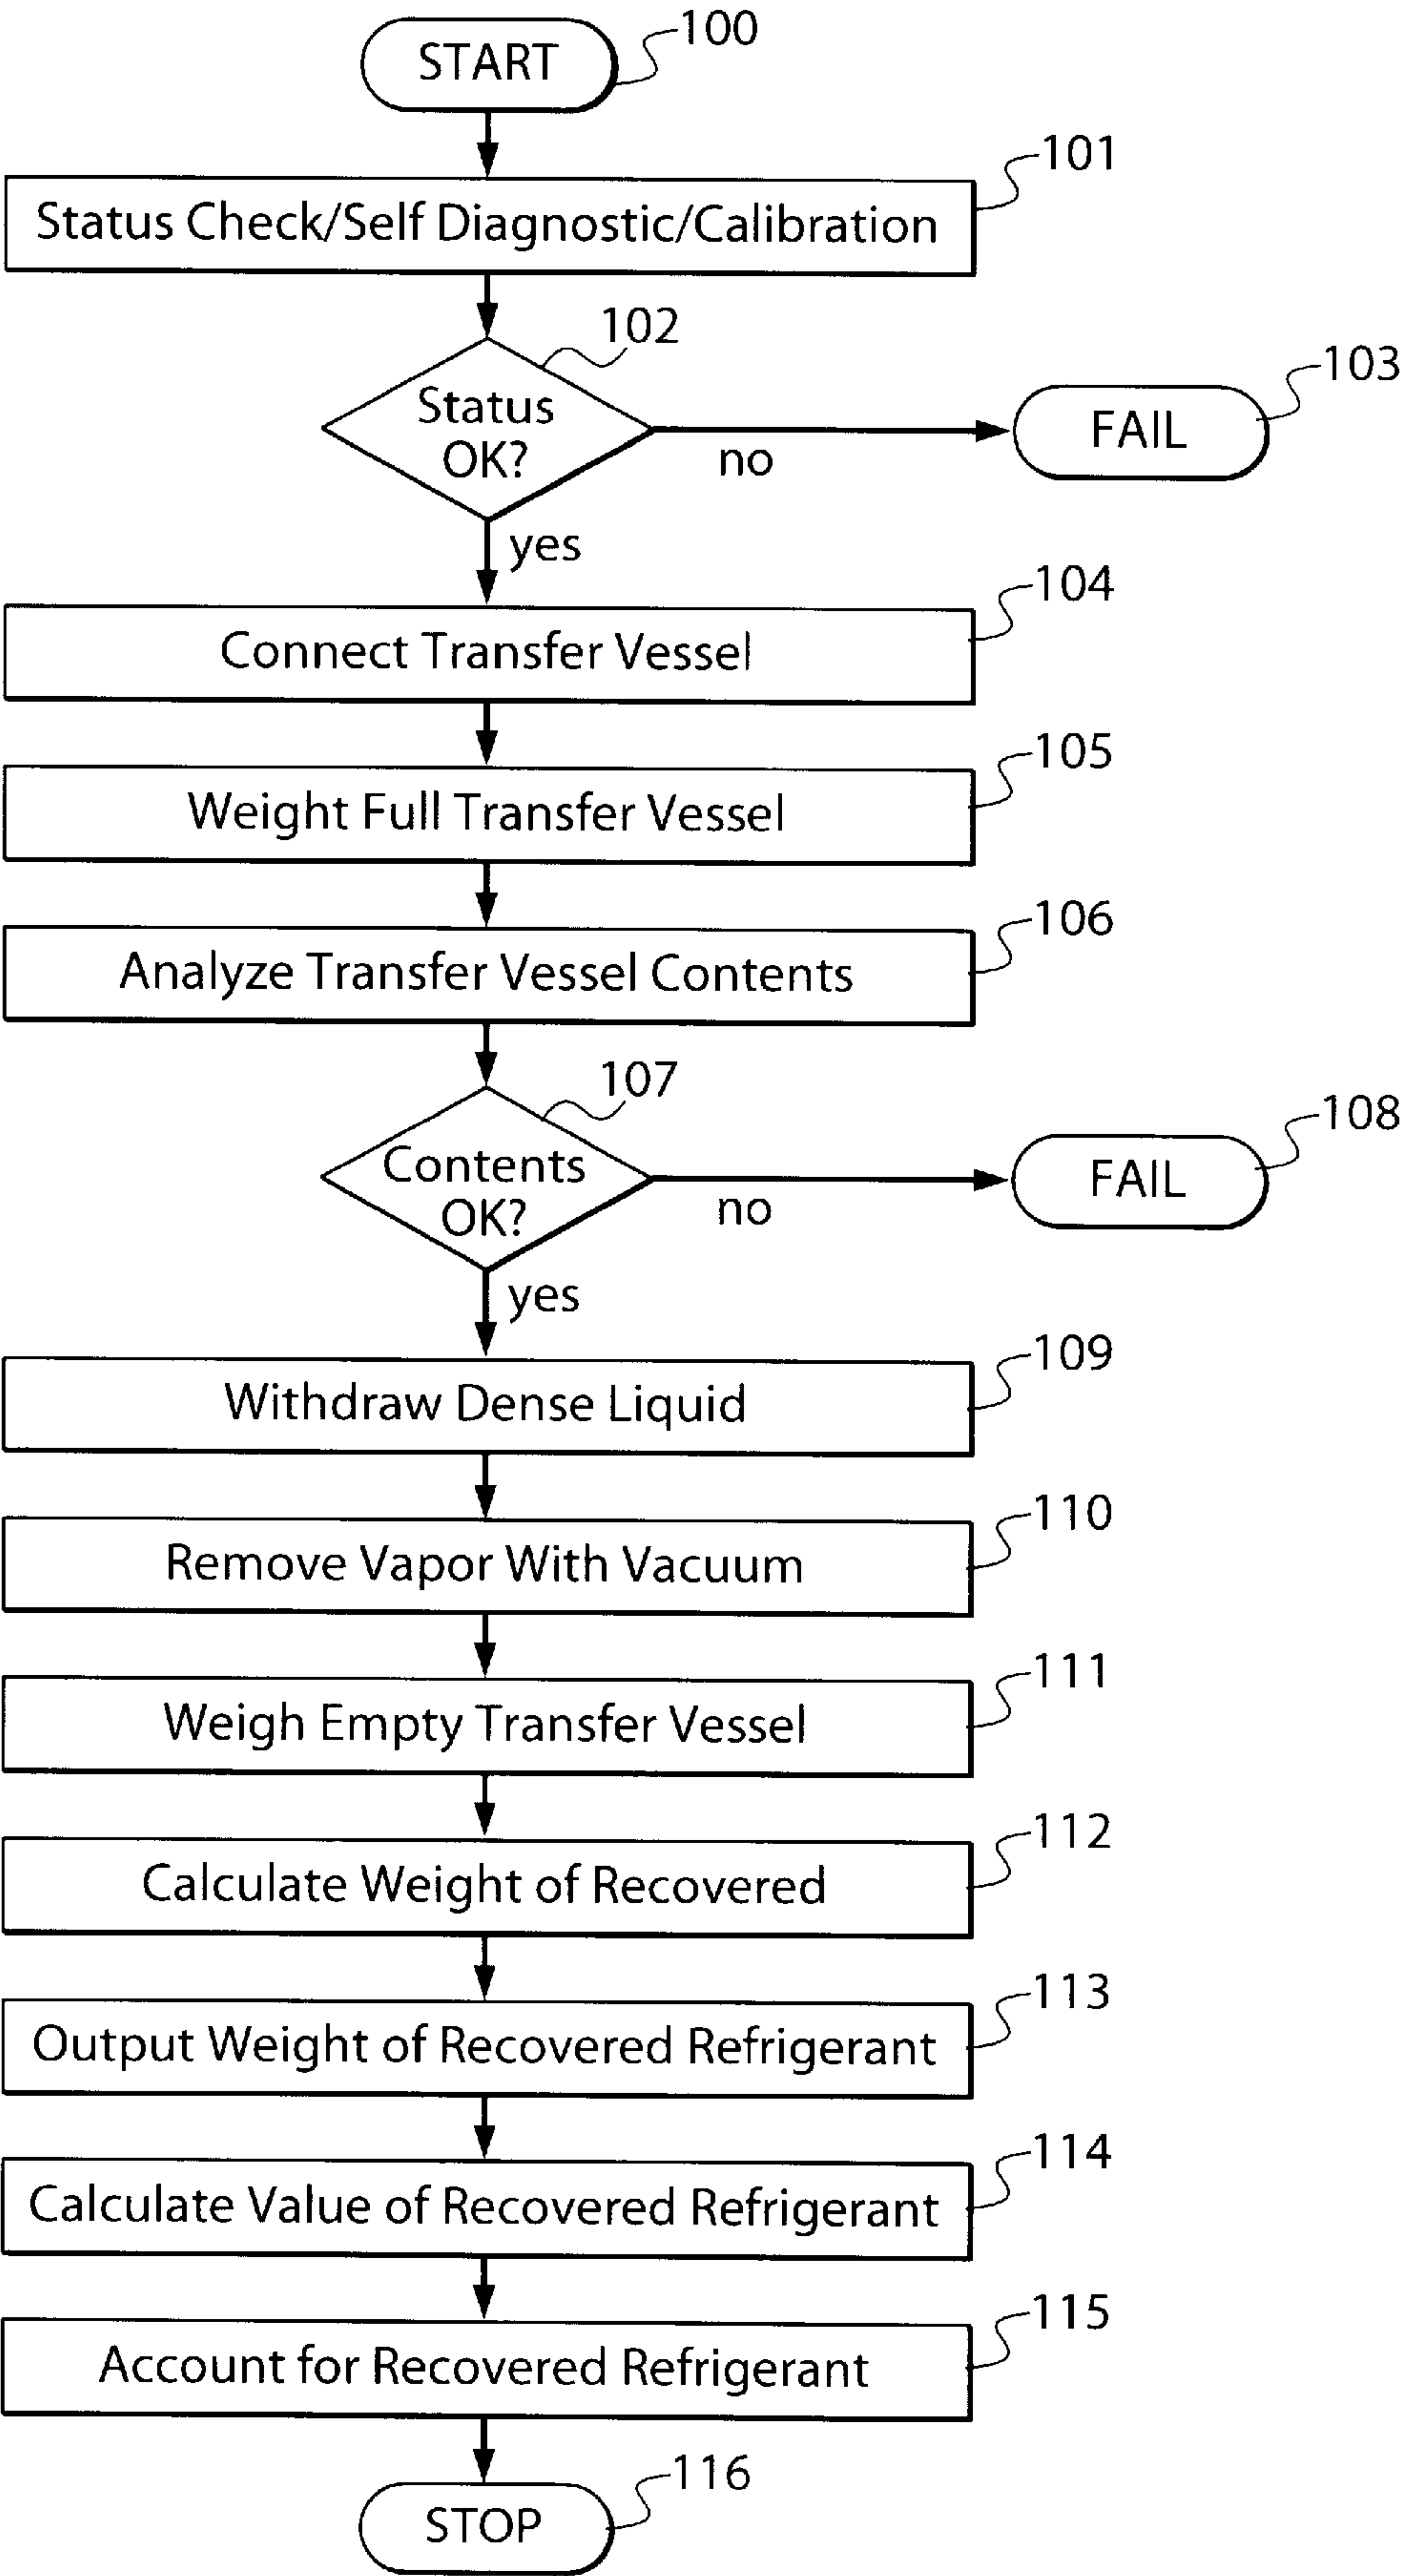 START
100
Status Check/Self Diagnostic/Calibration
101
102
Status
OK?
no
FAIL
103
yes
Connect Transfer Vessel
104
Weight Full Transfer Vessel
105
Analyze Transfer Vessel Contents
106
107
Contents
OK?
no
FAIL
108
yes
Withdraw Dense Liquid
109
Remove Vapor With Vacuum
110
Weigh Empty Transfer Vessel
111
Calculate Weight of Recovered
112
Output Weight of Recovered Refrigerant
113
Calculate Value of Recovered Refrigerant
114
Account for Recovered Refrigerant
115
STOP
116